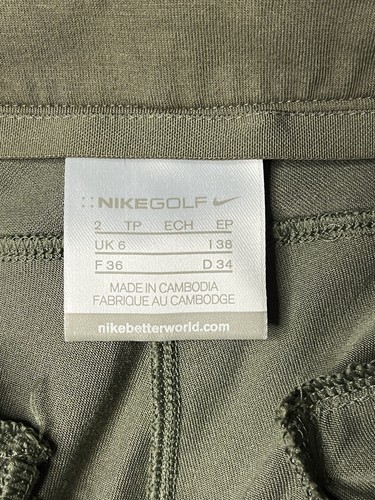 NIKEGOLF
2 TP ECH EP
UK 6 I 38
F 36 D 34
MADE IN CAMBODIA
FABRIQUE AU CAMBODGE
nikebetterworld.com